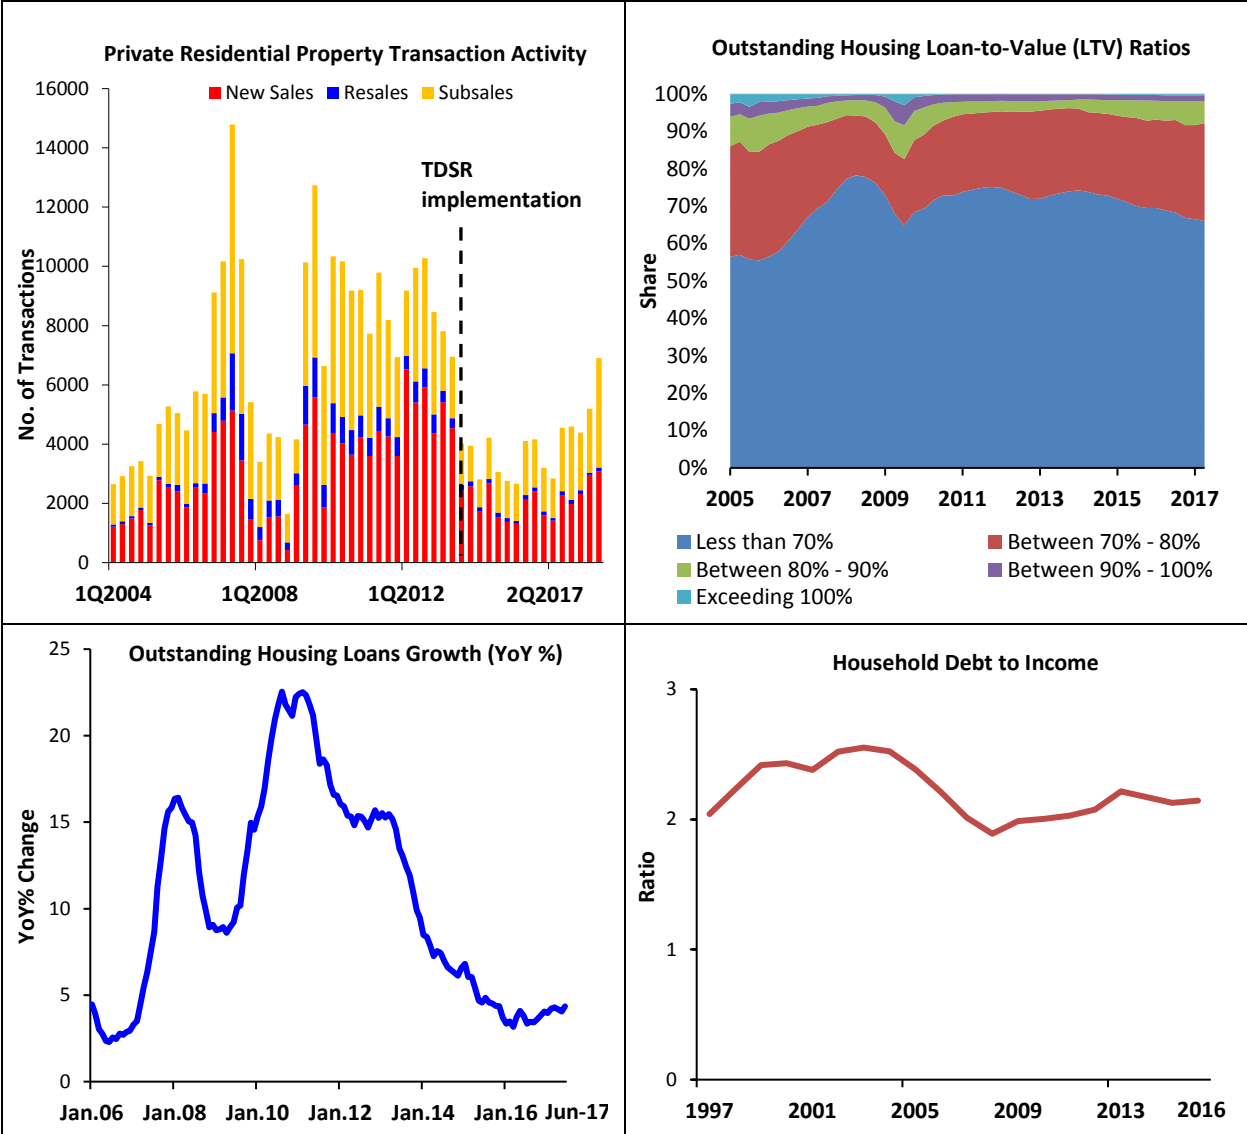 Private Residential Property Transaction Activity
New Sales Resales Subsales
No. of Transactions
16000
14000
12000
10000
8000
6000
4000
2000
0
TDSR
implementation
1Q2004 1Q2008 1Q2012 2Q2017
Outstanding Housing Loan-to-Value (LTV) Ratios
Share
100%
90%
80%
70%
60%
50%
40%
30%
20%
10%
0%
2005 2007 2009 2011 2013 2015 2017
Less than 70% Between 70% - 80%
Between 80% - 90% Between 90% - 100%
Exceeding 100%
Outstanding Housing Loans Growth (YoY %)
YoY% Change
25
20
15
10
5
0
Jan.06 Jan.08 Jan.10 Jan.12 Jan.14 Jan.16 Jun-17
Household Debt to Income
Ratio
3
2
1
0
1997 2001 2005 2009 2013 2016